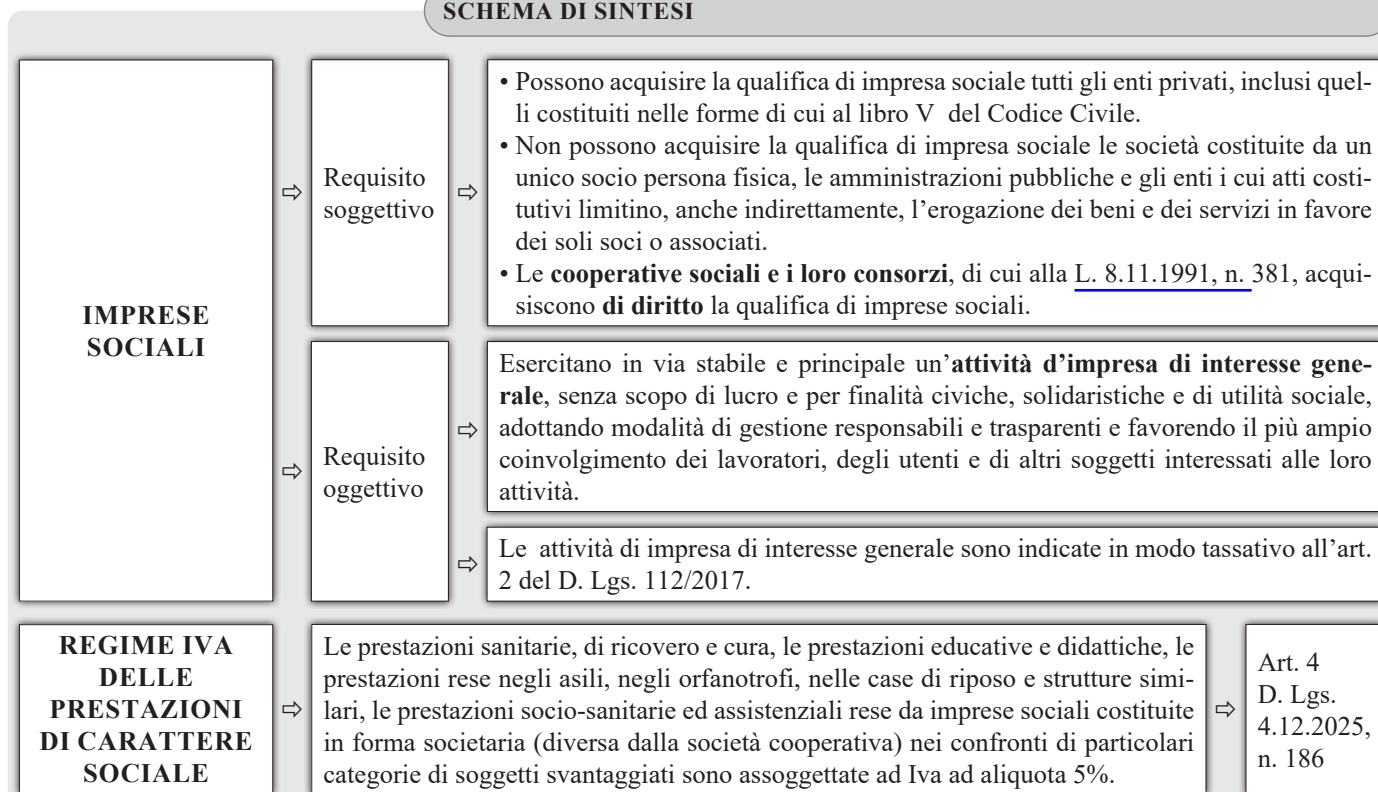 SCHEMA DI SINTESI
IMPRESE
SOCIALI
⇨
Requisito
soggettivo
⇨
• Possono acquisire la qualifica di impresa sociale tutti gli enti privati, inclusi quel-
li costituiti nelle forme di cui al libro V del Codice Civile.
• Non possono acquisire la qualifica di impresa sociale le società costituite da un
unico socio persona fisica, le amministrazioni pubbliche e gli enti i cui atti costi-
tutivi limitino, anche indirettamente, l’erogazione dei beni e dei servizi in favore
dei soli soci o associati.
• Le cooperative sociali e i loro consorzi, di cui alla L. 8.11.1991, n. 381, acqui-
siscono di diritto la qualifica di imprese sociali.
⇨
Requisito
oggettivo
⇨
Esercitano in via stabile e principale un’attività d’impresa di interesse gene-
rale, senza scopo di lucro e per finalità civiche, solidaristiche e di utilità sociale,
adottando modalità di gestione responsabili e trasparenti e favorendo il più ampio
coinvolgimento dei lavoratori, degli utenti e di altri soggetti interessati alle loro
attività.
⇨
Le attività di impresa di interesse generale sono indicate in modo tassativo all’art.
2 del D. Lgs. 112/2017.
REGIME IVA
DELLE
PRESTAZIONI
DI CARATTERE
SOCIALE
⇨
Le prestazioni sanitarie, di ricovero e cura, le prestazioni educative e didattiche, le
prestazioni rese negli asili, negli orfanotrofi, nelle case di riposo e strutture simi-
lari, le prestazioni socio-sanitarie ed assistenziali rese da imprese sociali costituite
in forma societaria (diversa dalla società cooperativa) nei confronti di particolari
categorie di soggetti svantaggiati sono assoggettate ad Iva ad aliquota 5%.
⇨
Art. 4
D. Lgs.
4.12.2025,
n. 186